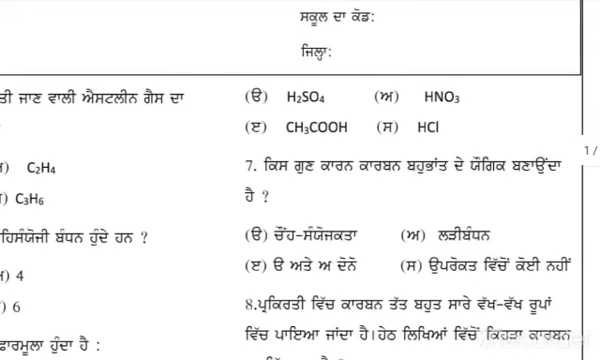 ਸਕੂਲ ਦਾ ਕੋਡ:
ਜਿਲ੍ਹਾ:
ਜਾਣ ਵਾਲੀ ਐਸਟਲੀਨ ਗੈਸ ਦਾ
C₂H₄
C₃H₆
ਬੰਧਨ ਹੁੰਦੇ ਹਨ ?
4
6
ਹੁੰਦਾ ਹੈ :
(ੳ) H₂SO₄ (ਅ) HNO₃
(ੲ) CH₃COOH (ਸ) HCl
7. ਕਿਸ ਗੁਣ ਕਾਰਨ ਕਾਰਬਨ ਬਹੁਭਾਂਤ ਦੇ ਯੌਗਿਕ ਬਣਾਉਂਦਾ
ਹੈ ?
(ੳ) ਚੌਂਹ-ਸੰਯੋਜਕਤਾ (ਅ) ਲੜੀਬੰਧਨ
(ੲ) ੳ ਅਤੇ ਅ ਦੋਨੋ (ਸ) ਉਪਰੋਕਤ ਵਿੱਚੋਂ ਕੋਈ ਨਹੀਂ
8.ਪ੍ਰਕਿਰਤੀ ਵਿੱਚ ਕਾਰਬਨ ਤੱਤ ਬਹੁਤ ਸਾਰੇ ਵੱਖ-ਵੱਖ ਰੂਪਾਂ
ਵਿੱਚ ਪਾਇਆ ਜਾਂਦਾ ਹੈ। ਹੇਠ ਲਿਖਿਆਂ ਵਿੱਚੋਂ ਕਿਹੜਾ ਕਾਰਬਨ
1 /